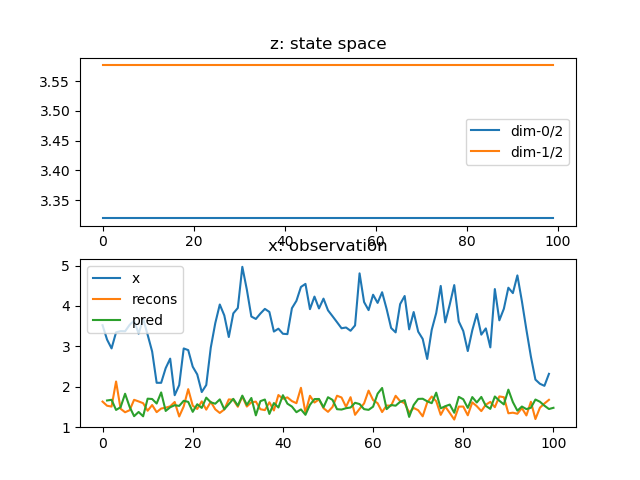 z: state space
3.55
3.50
3.45
3.40
3.35
dim-0/2
dim-1/2
0 20 40 60 80 100
x: observation
5
4
3
2
1
x
recons
pred
0 20 40 60 80 100